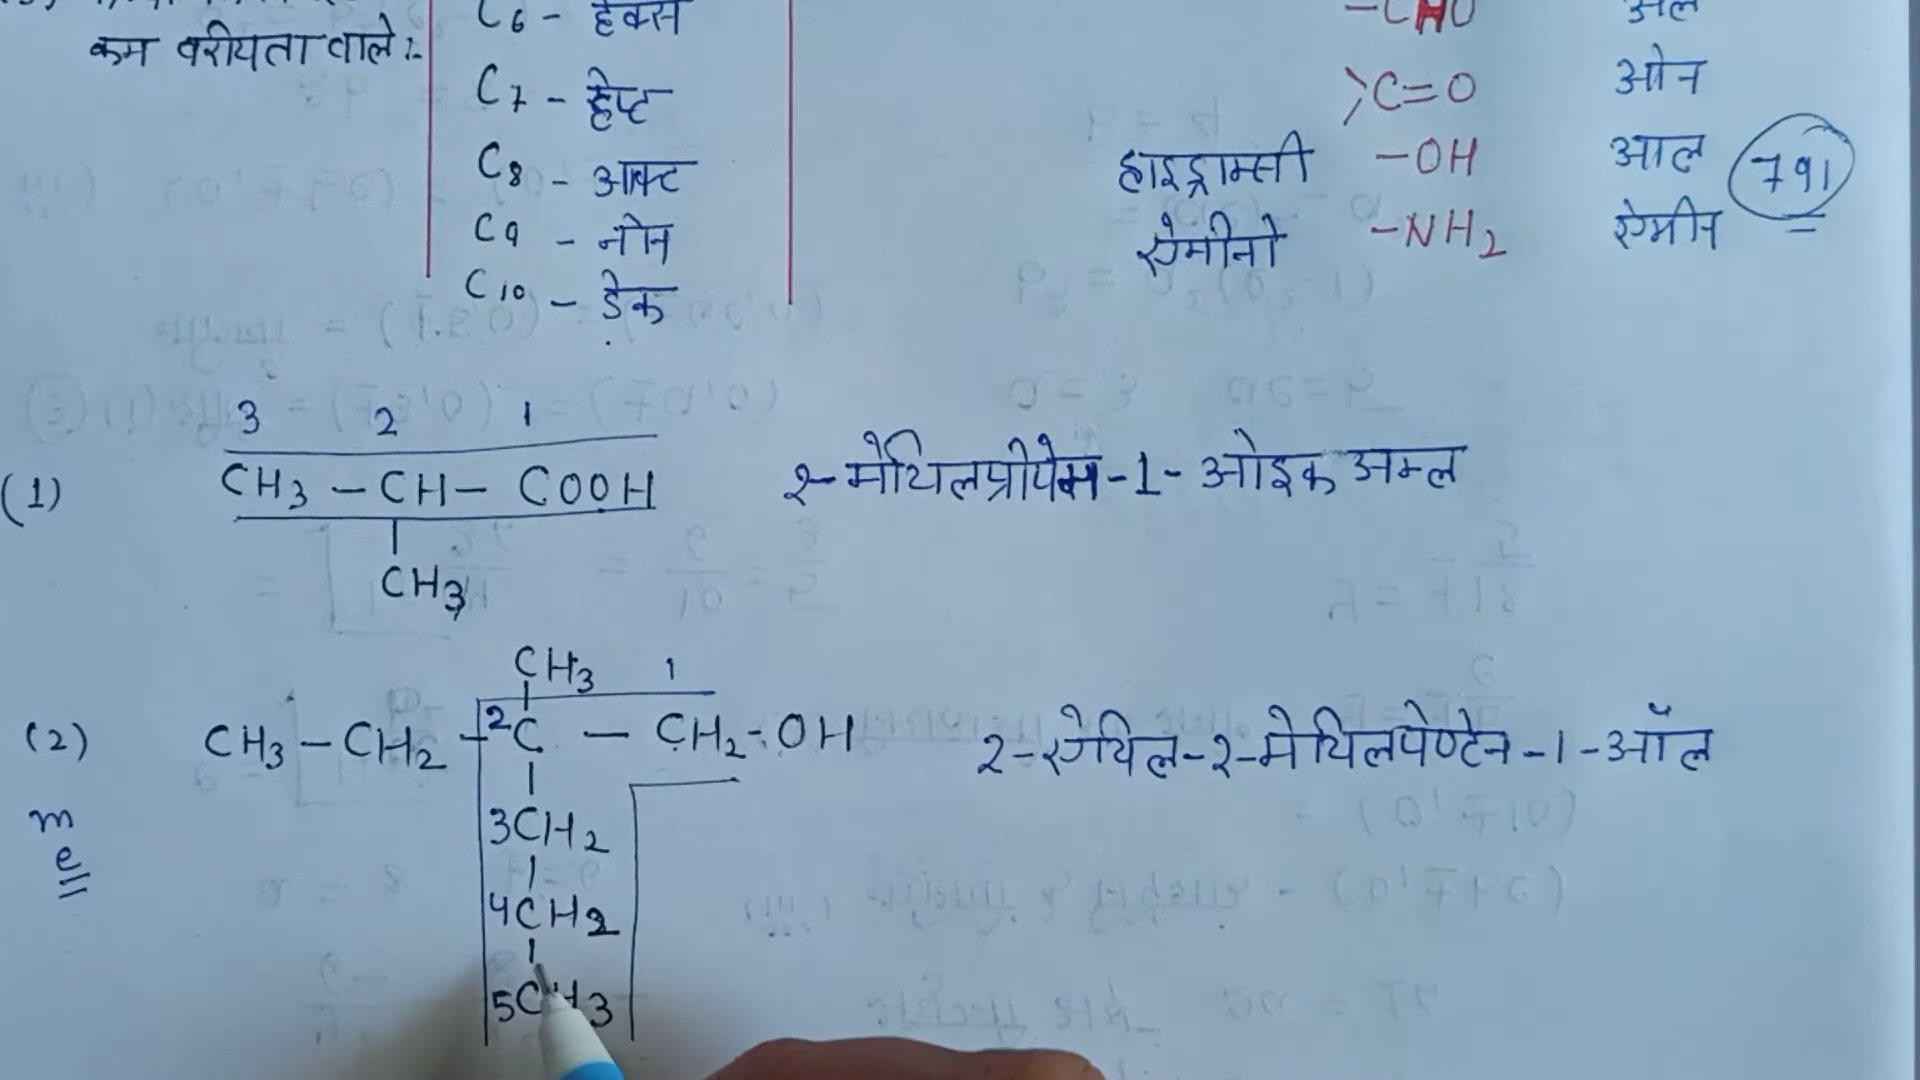 कम वरीयता वाले :-
C6 - हेक्स
C7 - हेप्ट
C8 - आक्ट
C9 - नोन
C10 - डेक
-CHO अल
>C=O ओन
हाइड्राक्सी -OH आल
ऐमीनो -NH2 ऐमीन
791
3 2 1
(1) CH3 - CH - COOH 2-मेथिलप्रोपेन-1-ओइक अम्ल
CH3
CH3 1
(2) CH3 - CH2 - 2C - CH2 - OH 2-ऐथिल-2-मेथिलपेण्टेन-1-ऑल
m 3CH2
e 4CH2
5CH3